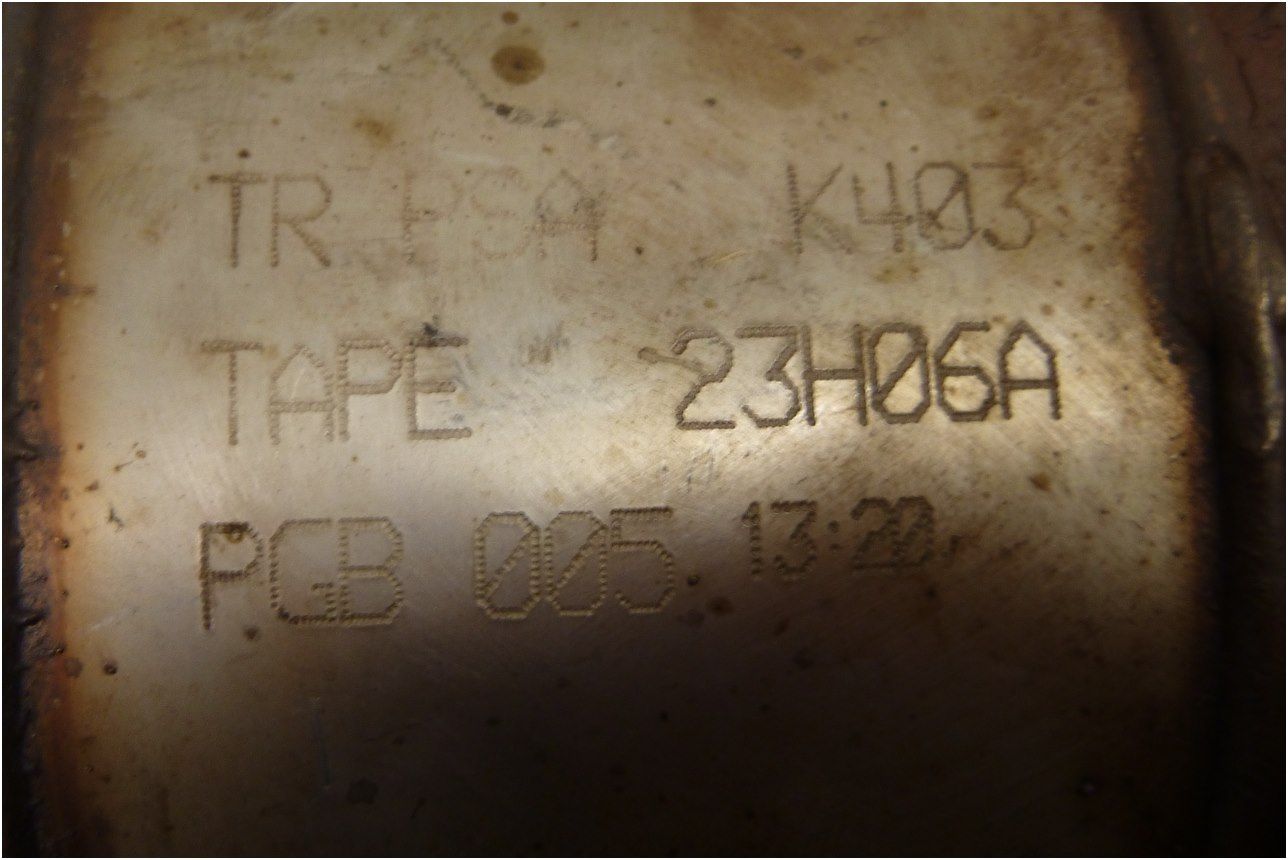 TR PSA K403
TAPE 23H06A
PGB 005 13:20